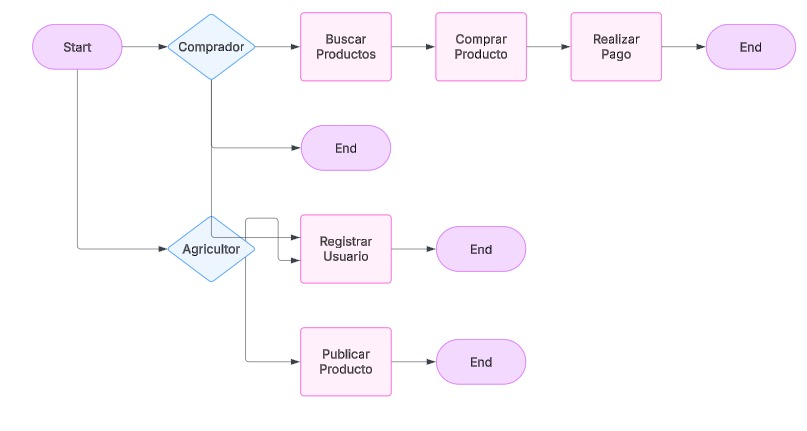 Start
Comprador
Buscar
Productos
Comprar
Producto
Realizar
Pago
End
End
Agricultor
Registrar
Usuario
End
Publicar
Producto
End